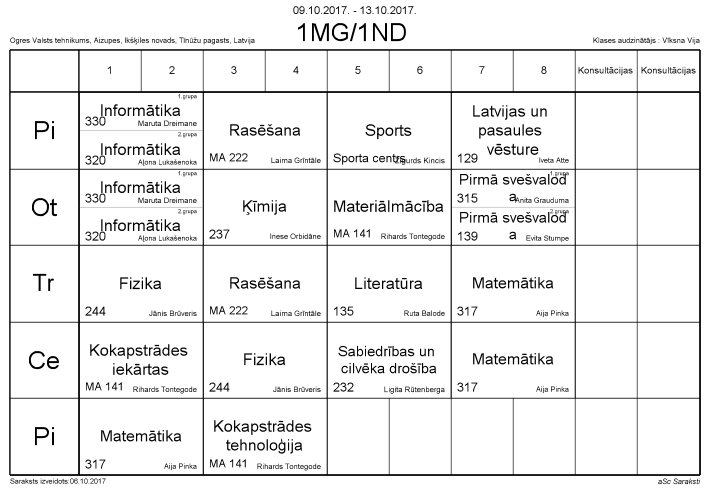 09.10.2017. - 13.10.2017.
Ogres Valsts tehnikums, Aizupes, Ikšķiles novads, Tīnūžu pagasts, Latvija
1MG/1ND
Klases audzinātājs : Vīksna Vija
1 2 3 4 5 6 7 8 Konsultācijas Konsultācijas
Pi
1.grupa
Informātika
330 Maruta Dreimane
2.grupa
Informātika
320 Aļona Lukašenoka
Rasēšana
MA 222 Laima Grīntāle
Sports
Sporta centrs Zigurds Kincis
Latvijas un
pasaules
vēsture
129 Iveta Atte
Ot
1.grupa
Informātika
330 Maruta Dreimane
2.grupa
Informātika
320 Aļona Lukašenoka
Ķīmija
237 Inese Orbidāne
Materiālmācība
MA 141 Rihards Tontegode
1.grupa
Pirmā svešvalod
a
315 Anita Grauduma
2.grupa
Pirmā svešvalod
a
139 Evita Stumpe
Tr
Fizika
244 Jānis Brūveris
Rasēšana
MA 222 Laima Grīntāle
Literatūra
135 Ruta Balode
Matemātika
317 Aija Pinka
Ce
Kokapstrādes
iekārtas
MA 141 Rihards Tontegode
Fizika
244 Jānis Brūveris
Sabiedrības un
cilvēka drošība
232 Ligita Rūtenberga
Matemātika
317 Aija Pinka
Pi
Matemātika
317 Aija Pinka
Kokapstrādes
tehnoloģija
MA 141 Rihards Tontegode
Saraksts izveidots:06.10.2017
aSc Saraksti